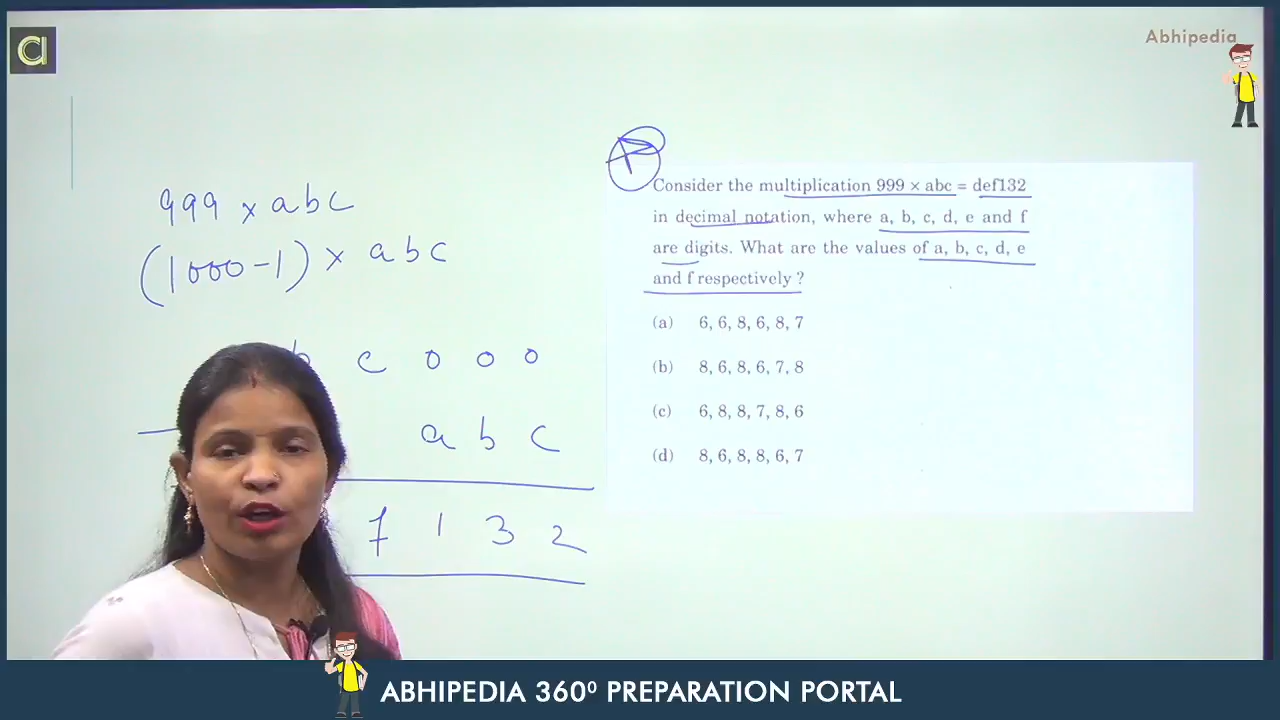 Abhipedia
999 × abc
(1000-1) × abc
b c 0 0 0
a b c
7 1 3 2
Consider the multiplication 999 × abc = def132
in decimal notation, where a, b, c, d, e and f
are digits. What are the values of a, b, c, d, e
and f respectively ?
(a) 6, 6, 8, 6, 8, 7
(b) 8, 6, 8, 6, 7, 8
(c) 6, 8, 8, 7, 8, 6
(d) 8, 6, 8, 8, 6, 7
ABHIPEDIA 360⁰ PREPARATION PORTAL